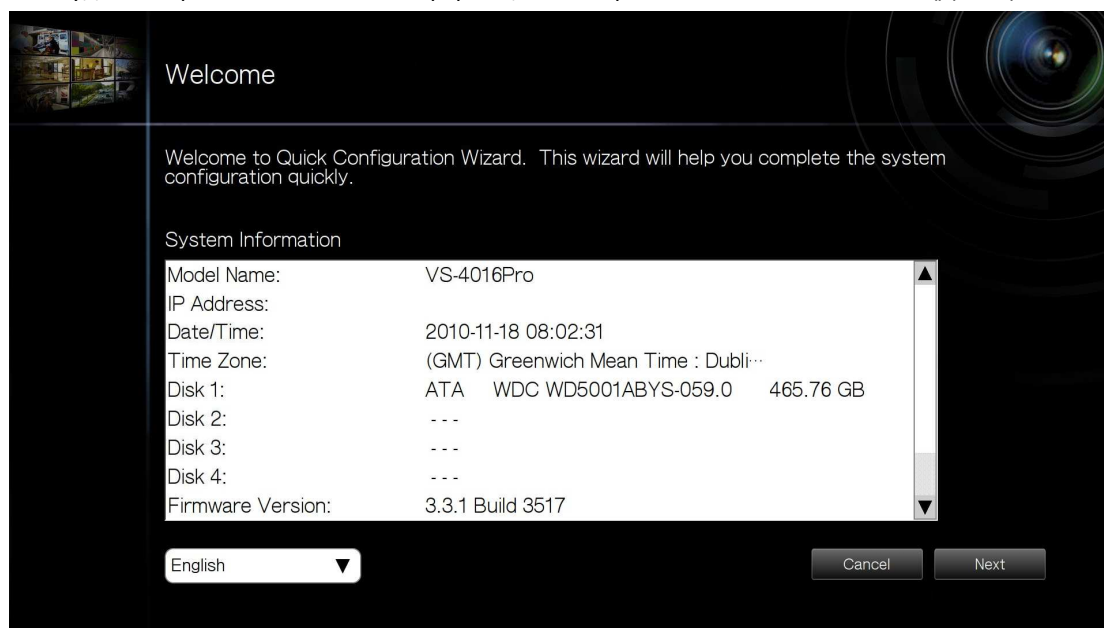 Welcome
Welcome to Quick Configuration Wizard. This wizard will help you complete the system
configuration quickly.
System Information
Model Name: VS-4016Pro
IP Address:
Date/Time: 2010-11-18 08:02:31
Time Zone: (GMT) Greenwich Mean Time : Dubli…
Disk 1: ATA WDC WD5001ABYS-059.0 465.76 GB
Disk 2: - - -
Disk 3: - - -
Disk 4: - - -
Firmware Version: 3.3.1 Build 3517
English ▼ Cancel Next